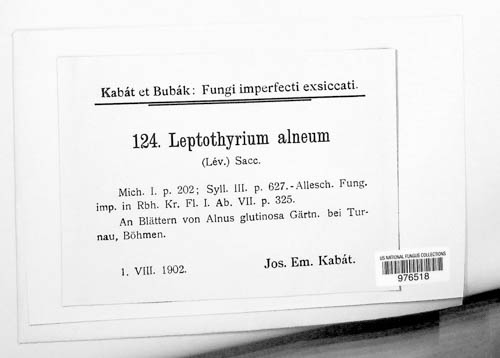 Kabát et Bubák: Fungi imperfecti exsiccati.
124. Leptothyrium alneum
(Lév.) Sacc.
Mich. I. p. 202; Syll. III. p. 627.-Allesch. Fung.
imp. in Rbh. Kr. Fl. I. Ab. VII. p. 325.
An Blättern von Alnus glutinosa Gärtn. bei Tur-
nau, Böhmen.
1. VIII. 1902. Jos. Em. Kabát.
US NATIONAL FUNGUS COLLECTIONS
976518